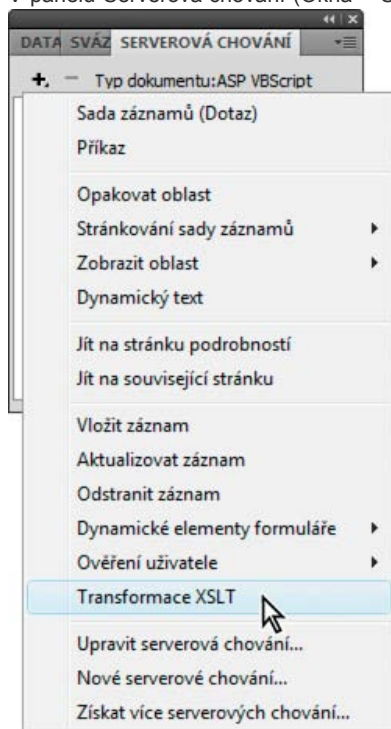 V panelu Serverová chování (Okna
DATA SVÁZ SERVEROVÁ CHOVÁNÍ
Typ dokumentu:ASP VBScript
Sada záznamů (Dotaz)
Příkaz
Opakovat oblast
Stránkování sady záznamů
Zobrazit oblast
Dynamický text
Jít na stránku podrobností
Jít na související stránku
Vložit záznam
Aktualizovat záznam
Odstranit záznam
Dynamické elementy formuláře
Ověření uživatele
Transformace XSLT
Upravit serverová chování...
Nové serverové chování...
Získat více serverových chování...